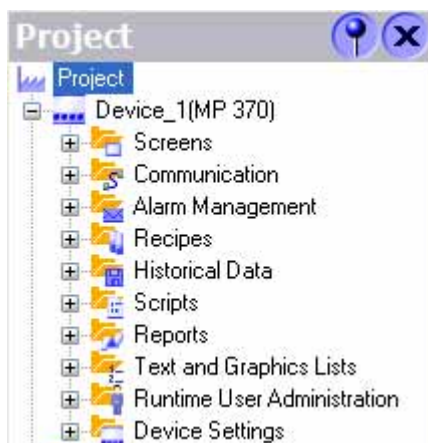 Project
Project
Device_1(MP 370)
Screens
Communication
Alarm Management
Recipes
Historical Data
Scripts
Reports
Text and Graphics Lists
Runtime User Administration
Device Settings